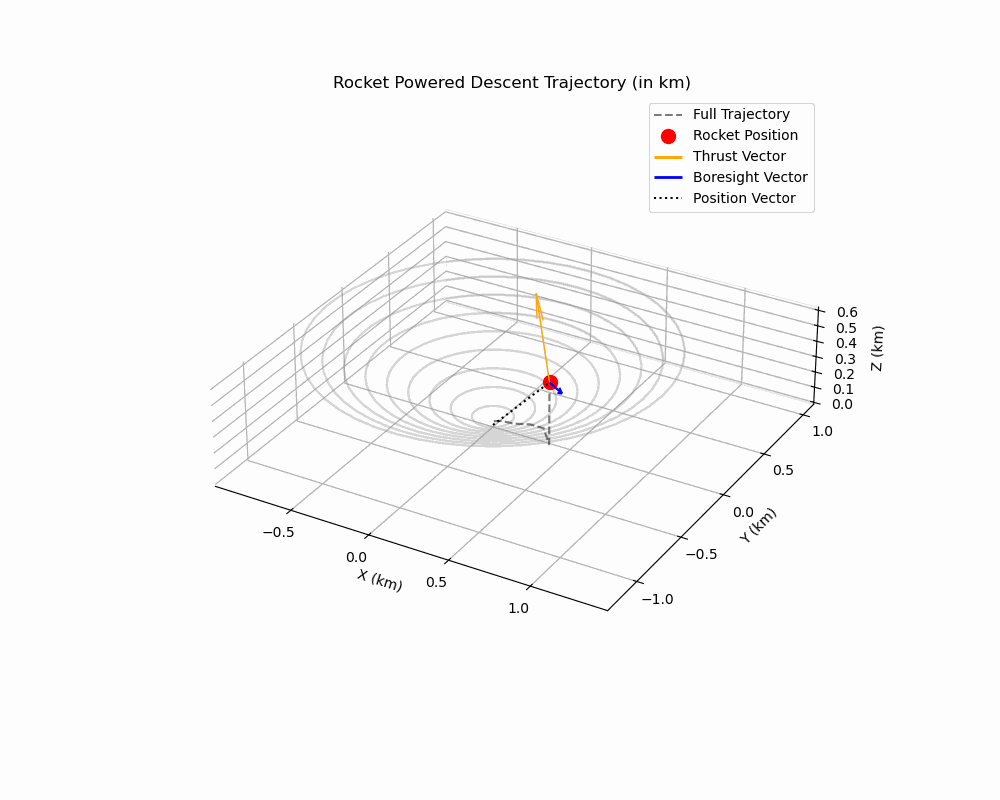 Rocket Powered Descent Trajectory (in km)
Full Trajectory
Rocket Position
Thrust Vector
Boresight Vector
Position Vector
0.6
0.5
0.4
0.3
0.2
0.1
0.0
Z (km)
1.0
0.5
0.0
−0.5
−1.0
Y (km)
−0.5
0.0
0.5
1.0
X (km)